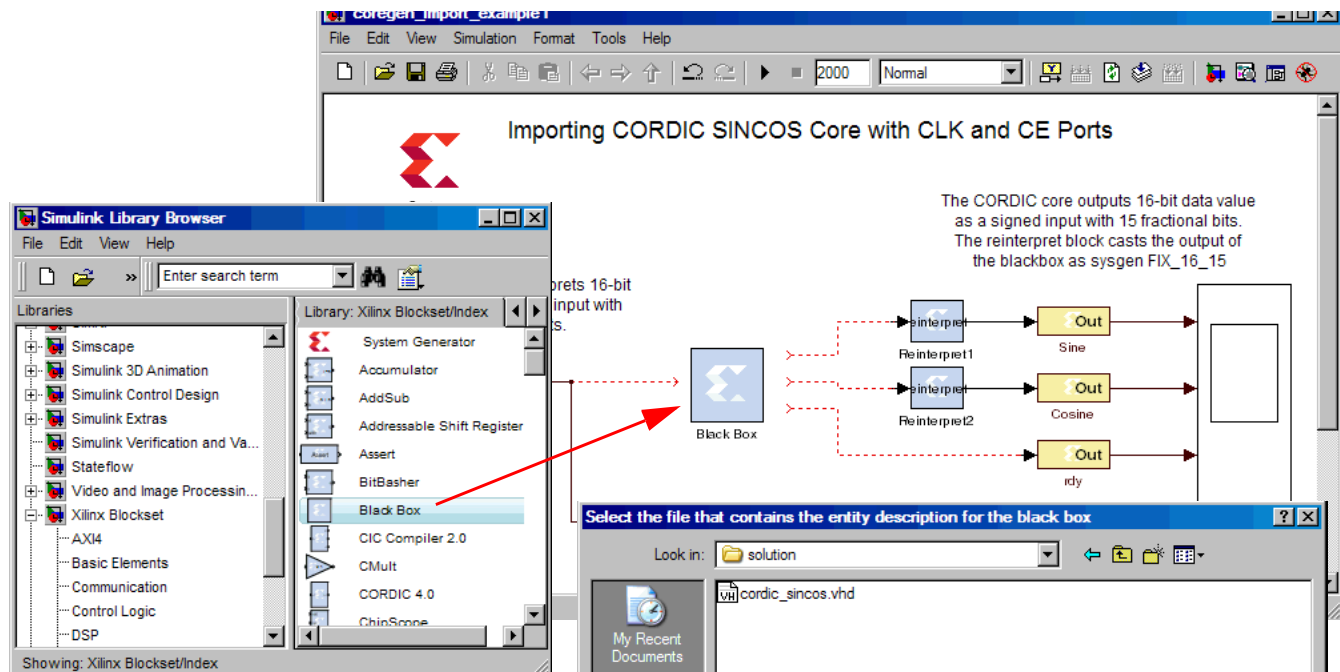 coregen_import_example1
File Edit View Simulation Format Tools Help
2000 Normal
Importing CORDIC SINCOS Core with CLK and CE Ports
The CORDIC core outputs 16-bit data value
as a signed input with 15 fractional bits.
The reinterpret block casts the output of
the blackbox as sysgen FIX_16_15
prets 16-bit
input with
ts.
Black Box
einterpret
Reinterpret1
einterpret
Reinterpret2
Out
Sine
Out
Cosine
Out
rdy
Simulink Library Browser
File Edit View Help
» Enter search term
Libraries
Simscape
Simulink 3D Animation
Simulink Control Design
Simulink Extras
Simulink Verification and Va...
Stateflow
Video and Image Processin...
Xilinx Blockset
AXI4
Basic Elements
Communication
Control Logic
DSP
Library: Xilinx Blockset/Index
System Generator
Accumulator
AddSub
Addressable Shift Register
Assert
Assert
BitBasher
Black Box
CIC Compiler 2.0
CMult
CORDIC 4.0
ChipScope
Showing: Xilinx Blockset/Index
Select the file that contains the entity description for the black box
Look in: solution
VH cordic_sincos.vhd
My Recent
Documents